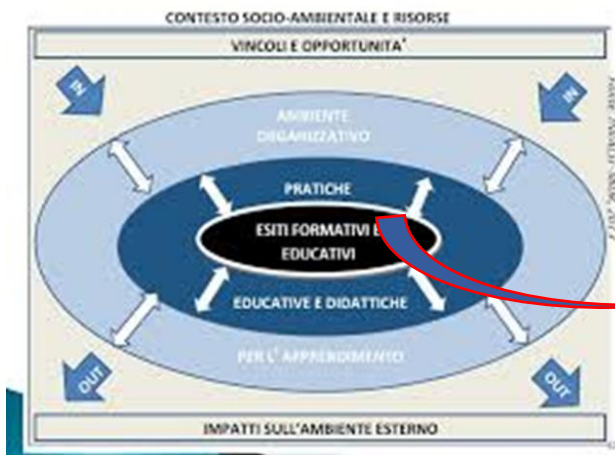 CONTESTO SOCIO-AMBIENTALE E RISORSE
VINCOLI E OPPORTUNITA'
IN
IN
AMBIENTE
ORGANIZZATIVO
PRATICHE
ESITI FORMATIVI E
EDUCATIVI
EDUCATIVE E DIDATTICHE
PER L' APPRENDIMENTO
OUT
OUT
IMPATTI SULL'AMBIENTE ESTERNO